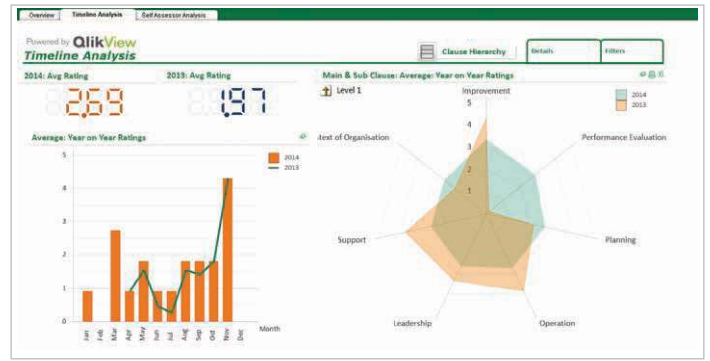 Overview Timeline Analysis Self Assessor Analysis
Powered by QlikView
Timeline Analysis
Clause Hierarchy Details Filters
2014: Avg Rating 2013: Avg Rating
2.69 1.97
Main & Sub Clause: Average: Year on Year Ratings
Level 1
Improvement
2014
2013
5
4
3
2
1
text of Organisation
Performance Evaluation
Support
Planning
Leadership
Operation
Average: Year on Year Ratings
2014
2013
5
4
3
2
1
0
Jan Feb Mar Apr May Jun Jul Aug Sep Oct Nov Dec
Month